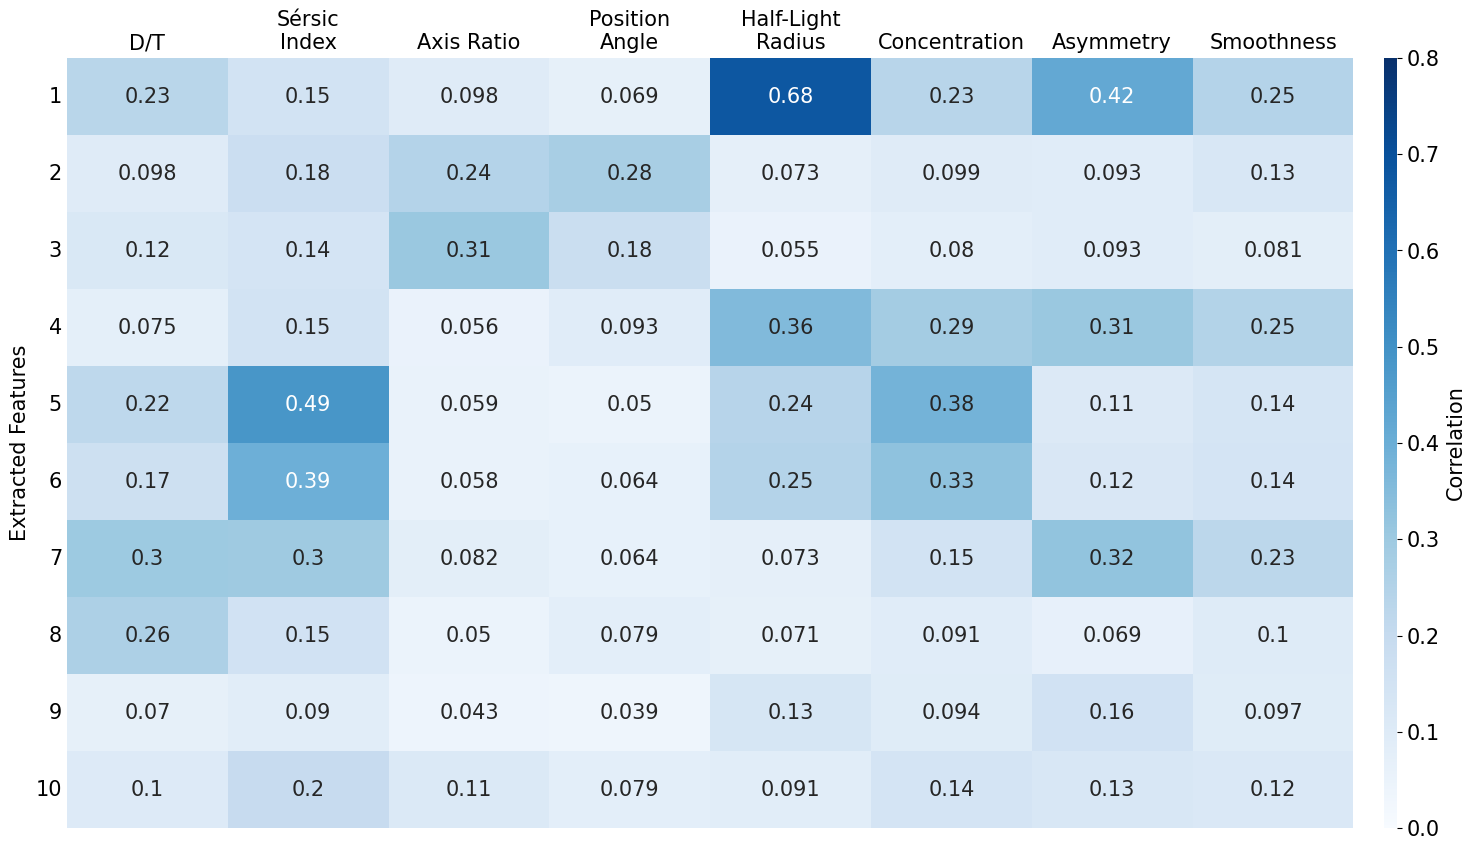 Sérsic
Index
Position
Angle
Half-Light
Radius
D/T
Axis Ratio
Concentration
Asymmetry
Smoothness
1 0.23 0.15 0.098 0.069 0.68 0.23 0.42 0.25
2 0.098 0.18 0.24 0.28 0.073 0.099 0.093 0.13
3 0.12 0.14 0.31 0.18 0.055 0.08 0.093 0.081
4 0.075 0.15 0.056 0.093 0.36 0.29 0.31 0.25
5 0.22 0.49 0.059 0.05 0.24 0.38 0.11 0.14
6 0.17 0.39 0.058 0.064 0.25 0.33 0.12 0.14
7 0.3 0.3 0.082 0.064 0.073 0.15 0.32 0.23
8 0.26 0.15 0.05 0.079 0.071 0.091 0.069 0.1
9 0.07 0.09 0.043 0.039 0.13 0.094 0.16 0.097
10 0.1 0.2 0.11 0.079 0.091 0.14 0.13 0.12
Extracted Features
0.8
0.7
0.6
0.5
0.4
0.3
0.2
0.1
0.0
Correlation